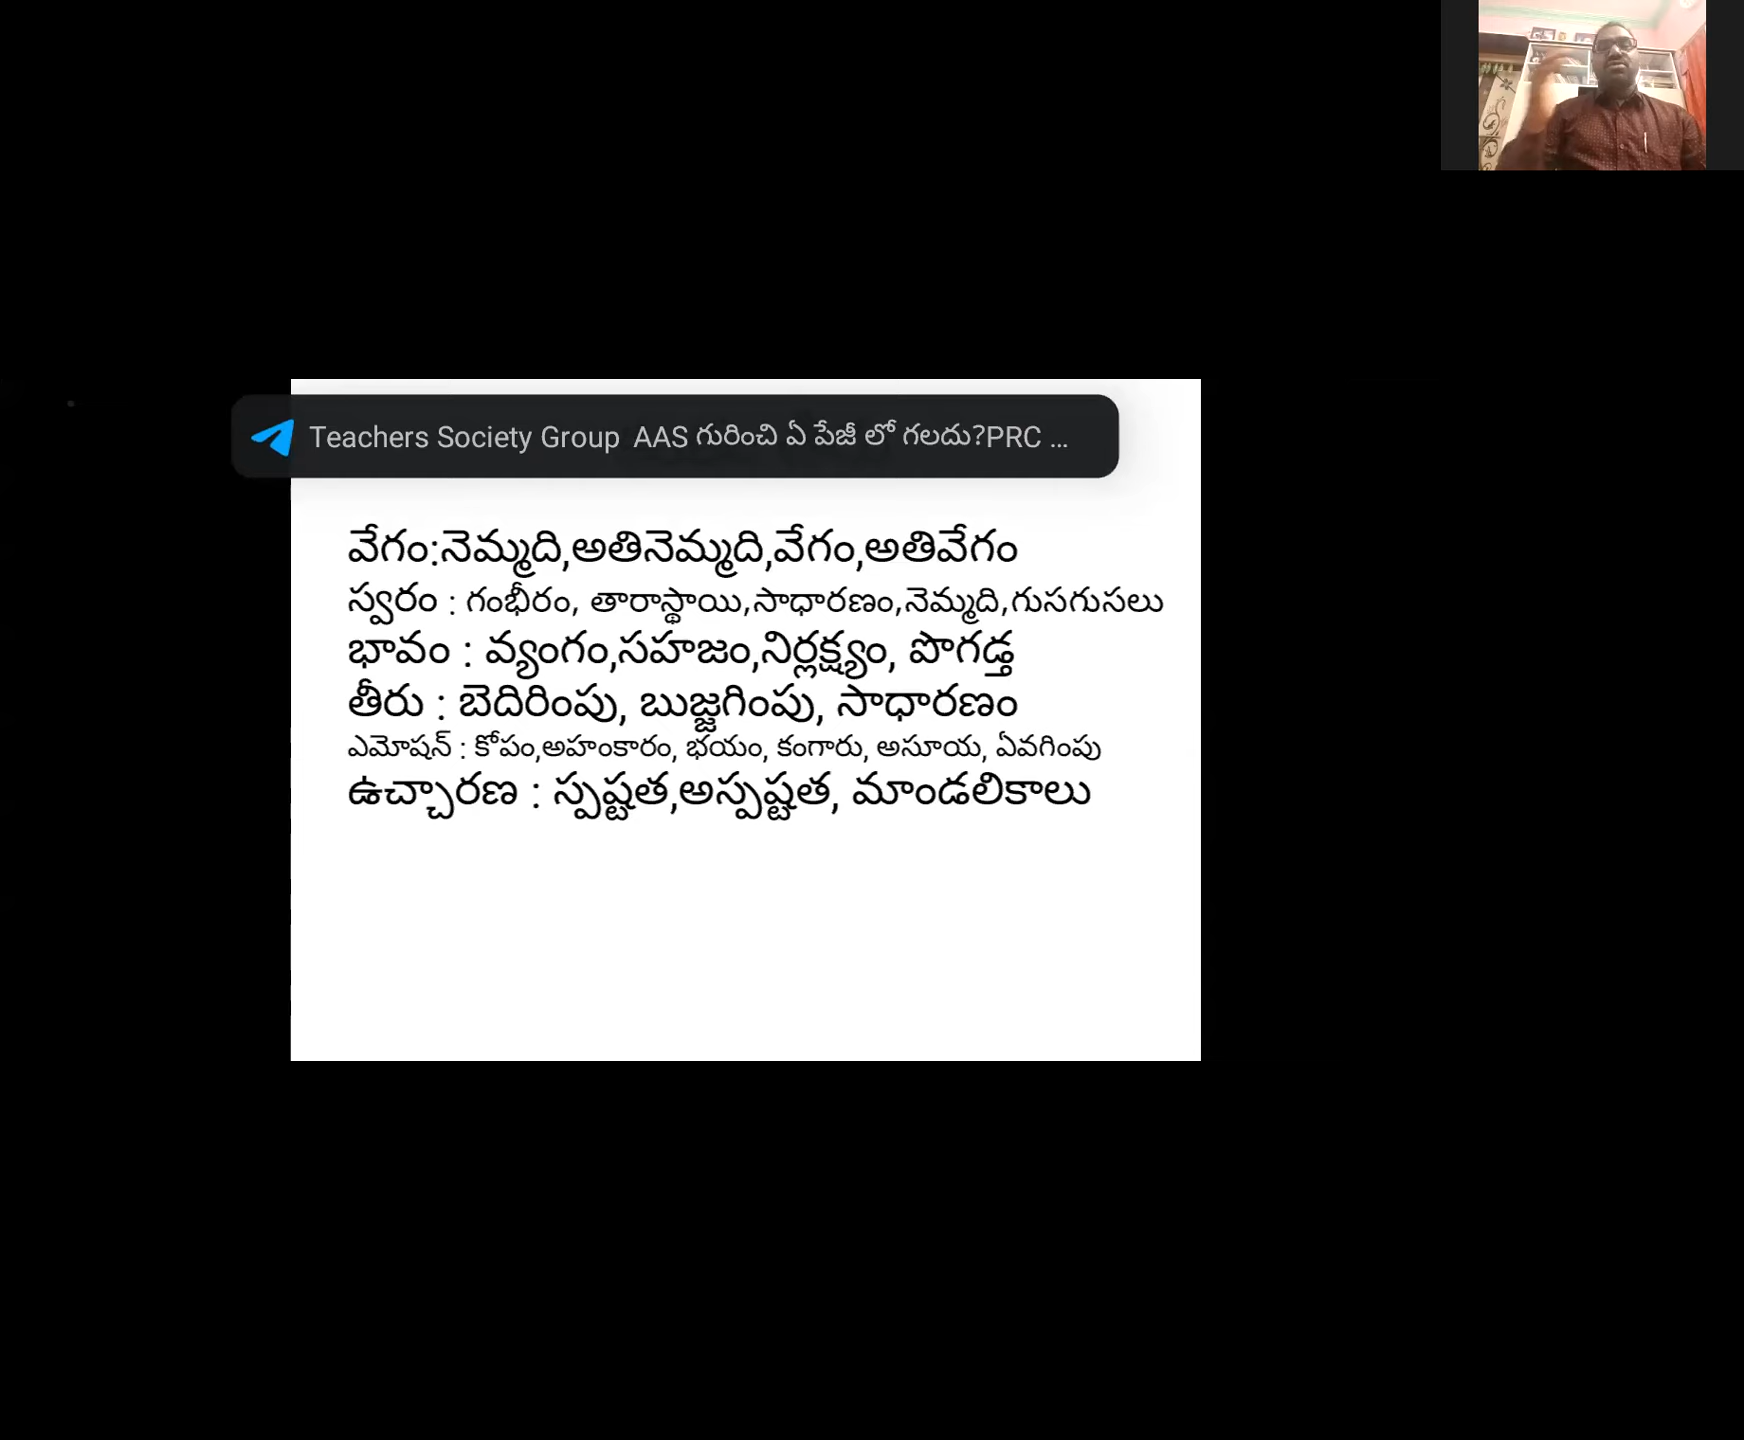 Teachers Society Group AAS గురించి ఏ పేజీ లో గలదు?PRC ...
వేగం:నెమ్మది,అతినెమ్మది,వేగం,అతివేగం
స్వరం : గంభీరం, తారాస్థాయి,సాధారణం,నెమ్మది,గుసగుసలు
భావం : వ్యంగం,సహజం,నిర్లక్ష్యం, పొగడ్త
తీరు : బెదిరింపు, బుజ్జగింపు, సాధారణం
ఎమోషన్ : కోపం,అహంకారం, భయం, కంగారు, అసూయ, ఏవగింపు
ఉచ్చారణ : స్పష్టత,అస్పష్టత, మాండలికాలు